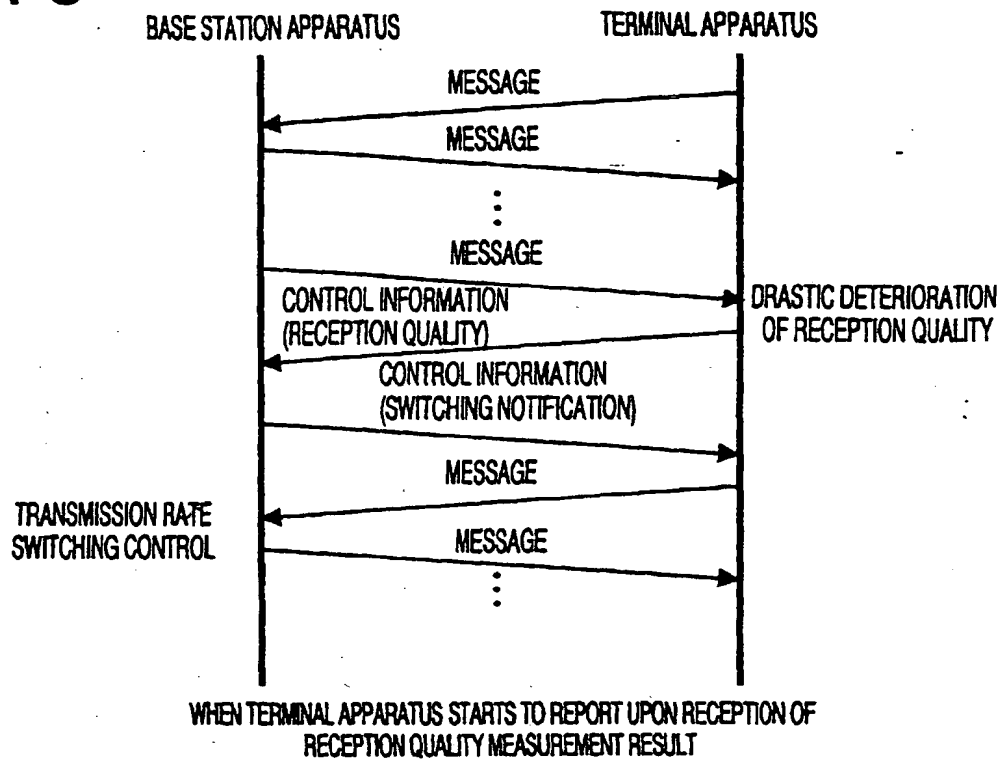 BASE STATION APPARATUS
TERMINAL APPARATUS
MESSAGE
MESSAGE
MESSAGE
CONTROL INFORMATION
(RECEPTION QUALITY)
DRASTIC DETERIORATION
OF RECEPTION QUALITY
CONTROL INFORMATION
(SWITCHING NOTIFICATION)
MESSAGE
TRANSMISSION RATE
SWITCHING CONTROL
MESSAGE
WHEN TERMINAL APPARATUS STARTS TO REPORT UPON RECEPTION OF
RECEPTION QUALITY MEASUREMENT RESULT